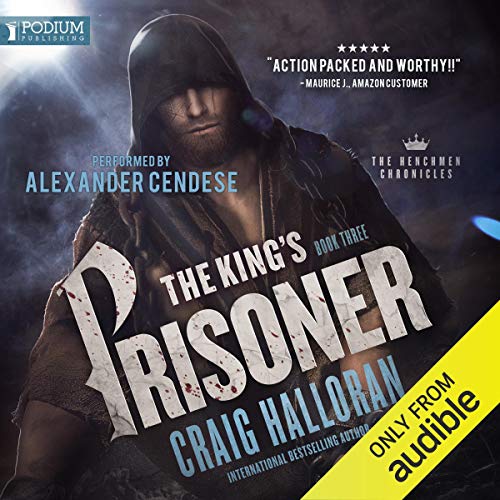 PODIUM
PUBLISHING
★★★★★
"ACTION PACKED AND WORTHY!!"
- MAURICE J., AMAZON CUSTOMER
PERFORMED BY
ALEXANDER CENDESE
THE HENCHMEN
CHRONICLES
THE KING'S
BOOK THREE
PRISONER
CRAIG HALLORAN
INTERNATIONAL BESTSELLING AUTHOR
ONLY FROM
audible